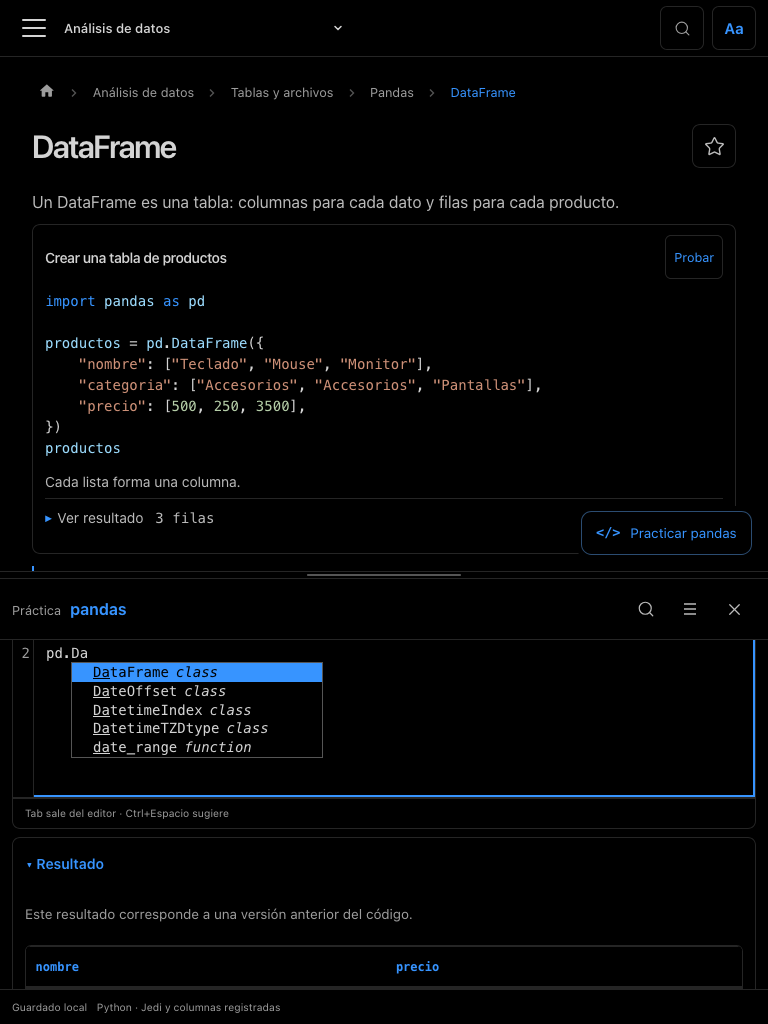 Análisis de datos
Aa
Análisis de datos > Tablas y archivos > Pandas > DataFrame
DataFrame
Un DataFrame es una tabla: columnas para cada dato y filas para cada producto.
Crear una tabla de productos
Probar
import pandas as pd
productos = pd.DataFrame({
    "nombre": ["Teclado", "Mouse", "Monitor"],
    "categoria": ["Accesorios", "Accesorios", "Pantallas"],
    "precio": [500, 250, 3500],
})
productos
Cada lista forma una columna.
▸ Ver resultado 3 filas
</> Practicar pandas
Práctica pandas
2 pd.Da
DataFrame class
DateOffset class
DatetimeIndex class
DatetimeTZDtype class
date_range function
Tab sale del editor · Ctrl+Espacio sugiere
▾ Resultado
Este resultado corresponde a una versión anterior del código.
nombre precio
Guardado local Python · Jedi y columnas registradas